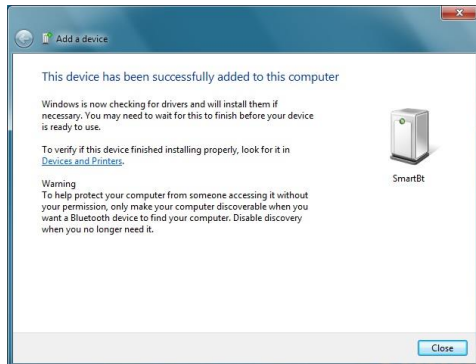 Add a device
This device has been successfully added to this computer
Windows is now checking for drivers and will install them if
necessary. You may need to wait for this to finish before your device
is ready to use.
To verify if this device finished installing properly, look for it in
Devices and Printers.
SmartBt
Warning
To help protect your computer from someone accessing it without
your permission, only make your computer discoverable when you
want a Bluetooth device to find your computer. Disable discovery
when you no longer need it.
Close